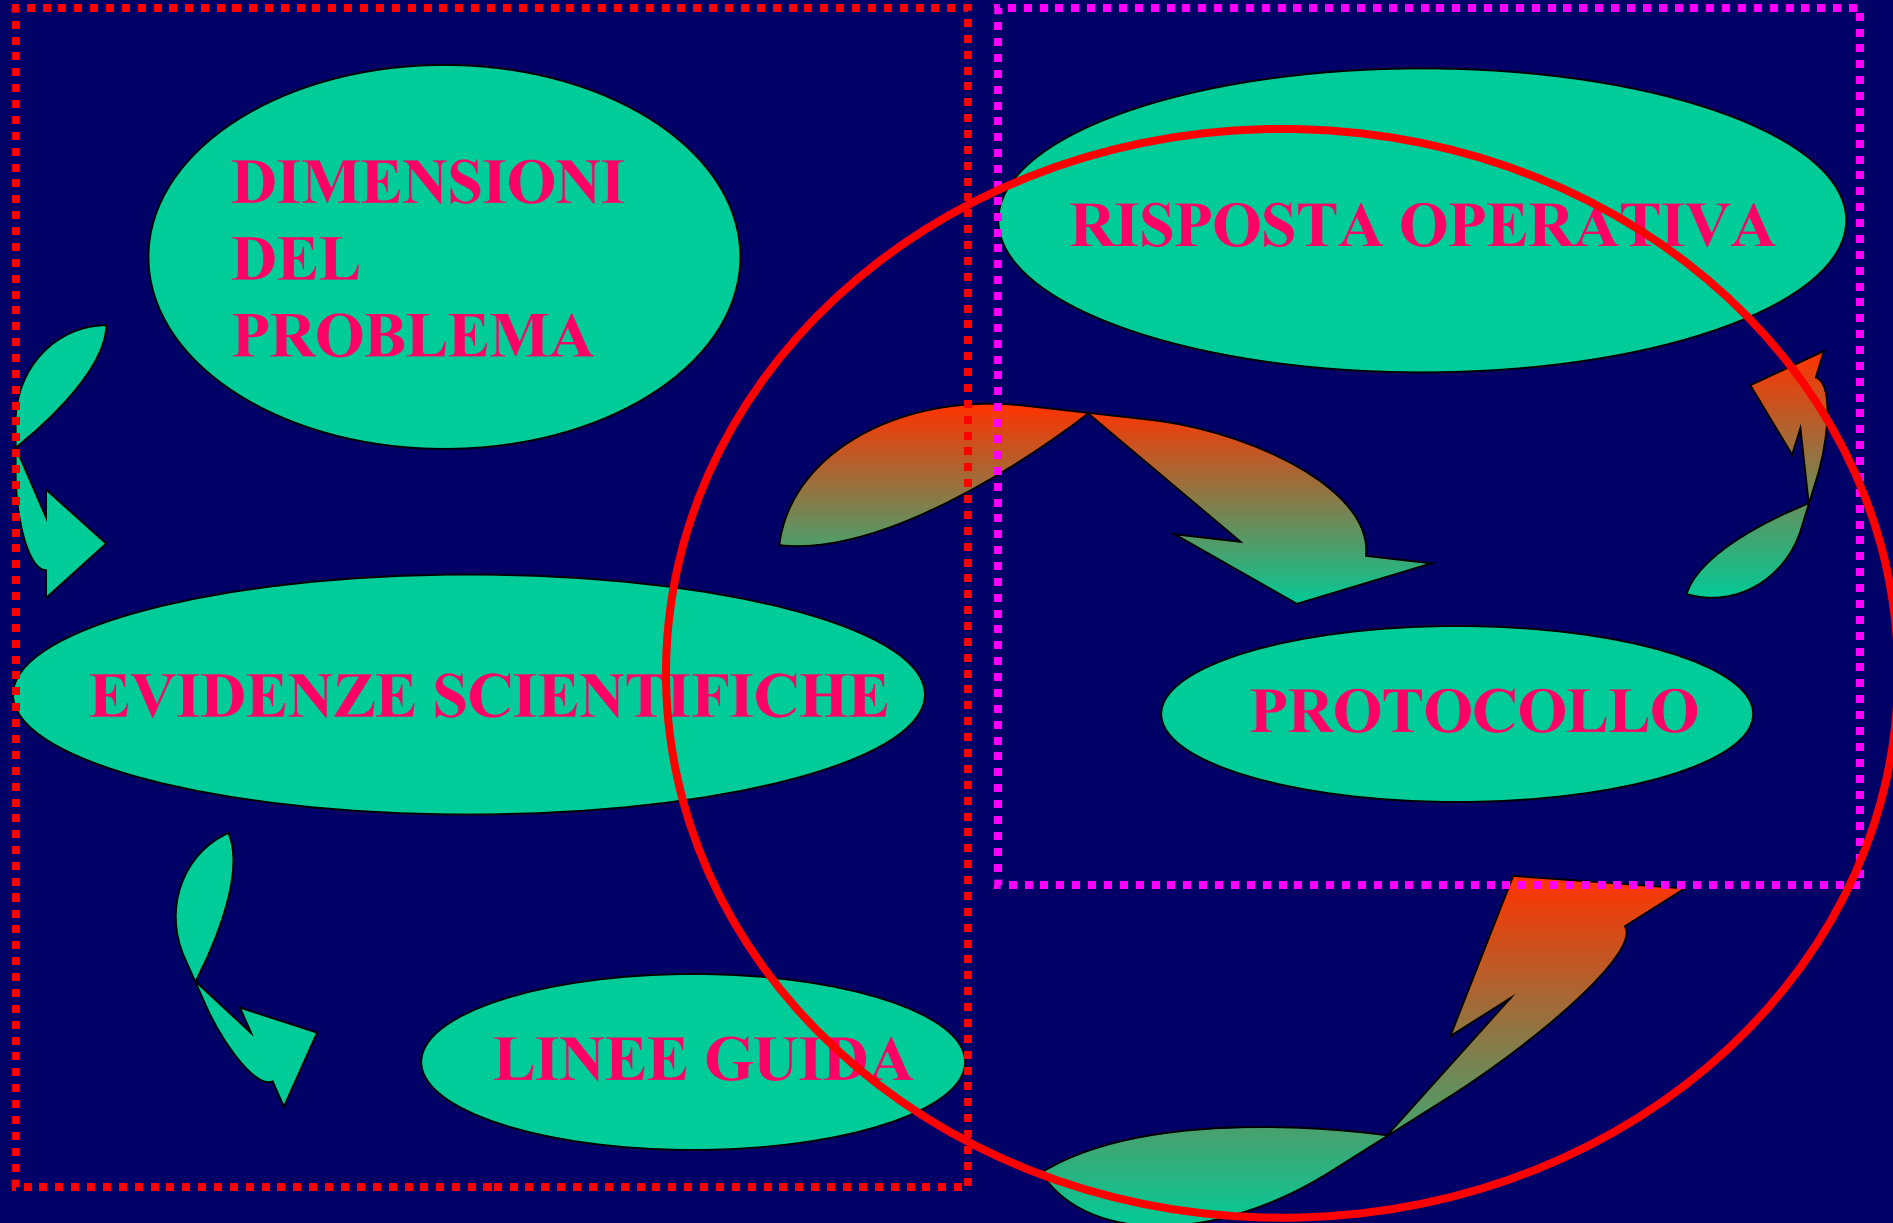 DIMENSIONI
DEL
PROBLEMA
RISPOSTA OPERATIVA
EVIDENZE SCIENTIFICHE
PROTOCOLLO
LINEE GUIDA